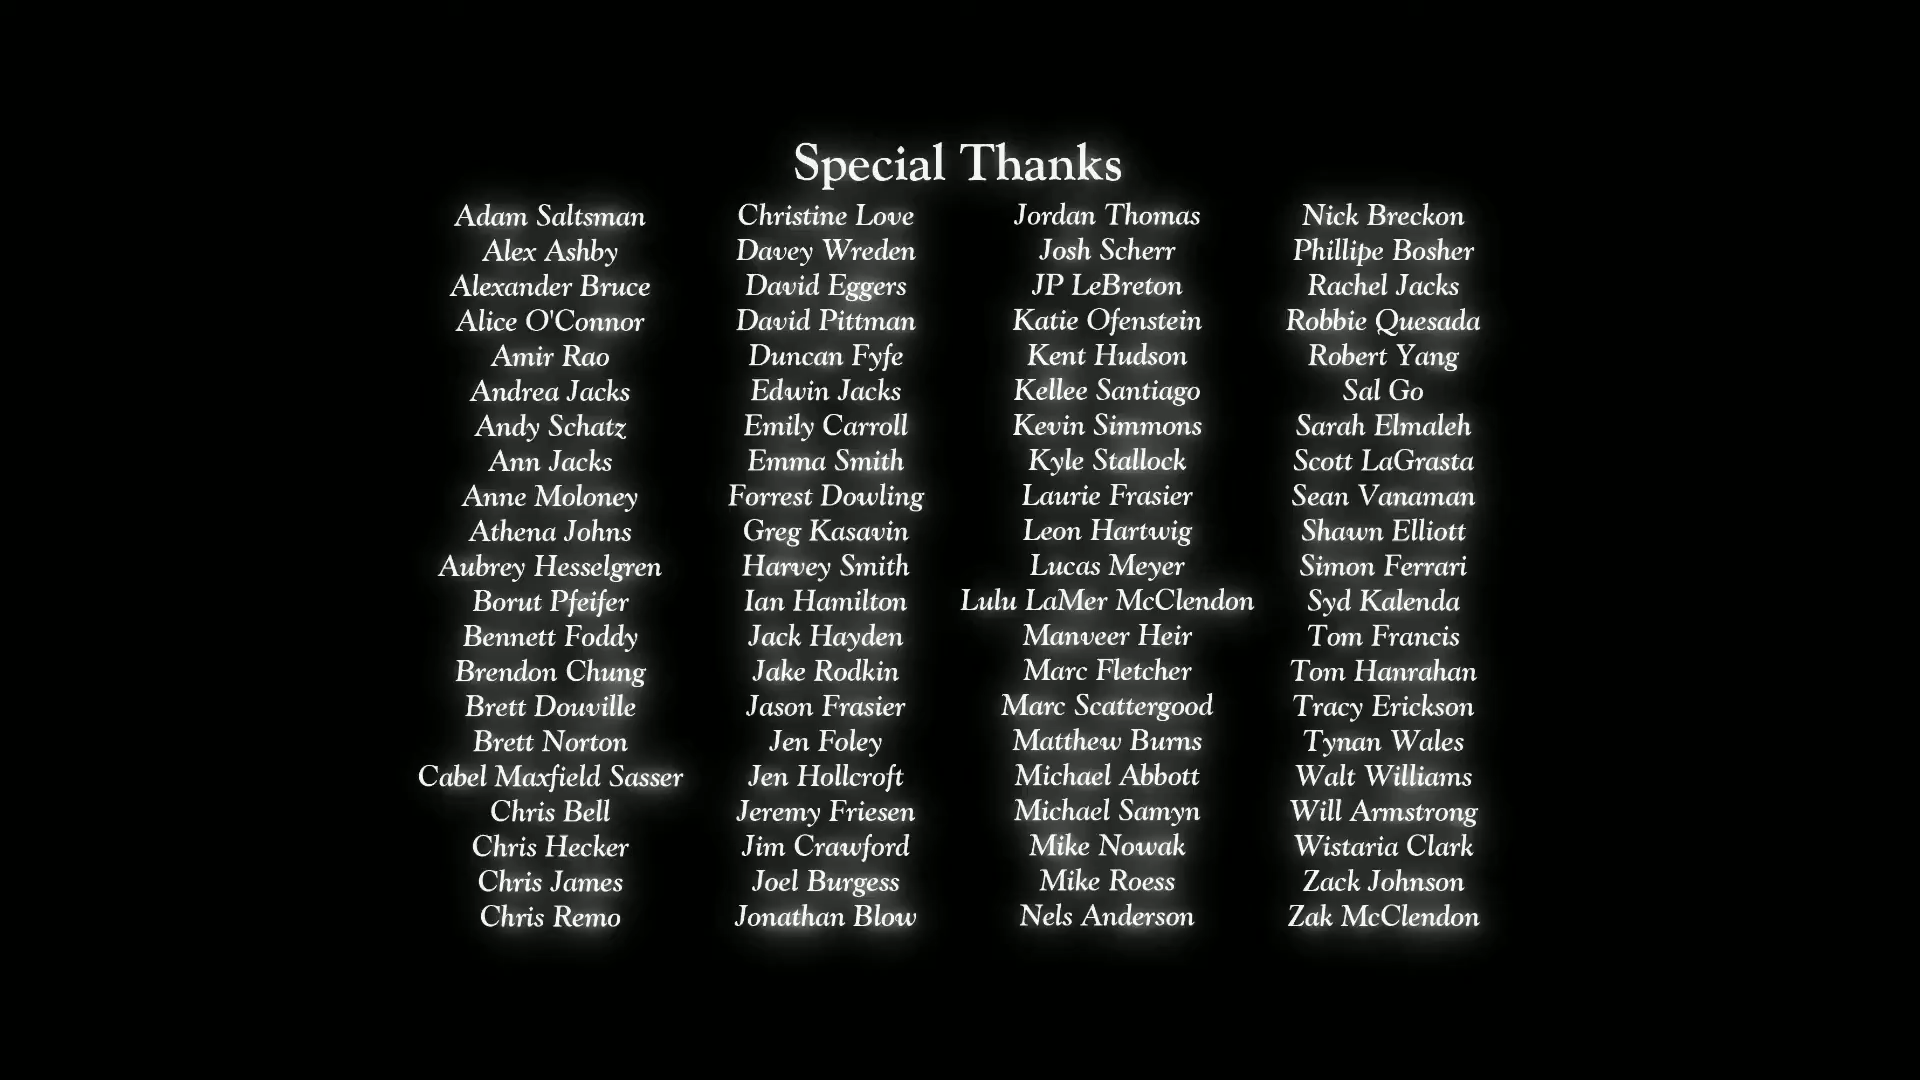 Special Thanks
Adam Saltsman
Alex Ashby
Alexander Bruce
Alice O'Connor
Amir Rao
Andrea Jacks
Andy Schatz
Ann Jacks
Anne Moloney
Athena Johns
Aubrey Hesselgren
Borut Pfeifer
Bennett Foddy
Brendon Chung
Brett Douville
Brett Norton
Cabel Maxfield Sasser
Chris Bell
Chris Hecker
Chris James
Chris Remo
Christine Love
Davey Wreden
David Eggers
David Pittman
Duncan Fyfe
Edwin Jacks
Emily Carroll
Emma Smith
Forrest Dowling
Greg Kasavin
Harvey Smith
Ian Hamilton
Jack Hayden
Jake Rodkin
Jason Frasier
Jen Foley
Jen Hollcroft
Jeremy Friesen
Jim Crawford
Joel Burgess
Jonathan Blow
Jordan Thomas
Josh Scherr
JP LeBreton
Katie Ofenstein
Kent Hudson
Kellee Santiago
Kevin Simmons
Kyle Stallock
Laurie Frasier
Leon Hartwig
Lucas Meyer
Lulu LaMer McClendon
Manveer Heir
Marc Fletcher
Marc Scattergood
Matthew Burns
Michael Abbott
Michael Samyn
Mike Nowak
Mike Roess
Nels Anderson
Nick Breckon
Phillipe Bosher
Rachel Jacks
Robbie Quesada
Robert Yang
Sal Go
Sarah Elmaleh
Scott LaGrasta
Sean Vanaman
Shawn Elliott
Simon Ferrari
Syd Kalenda
Tom Francis
Tom Hanrahan
Tracy Erickson
Tynan Wales
Walt Williams
Will Armstrong
Wistaria Clark
Zack Johnson
Zak McClendon